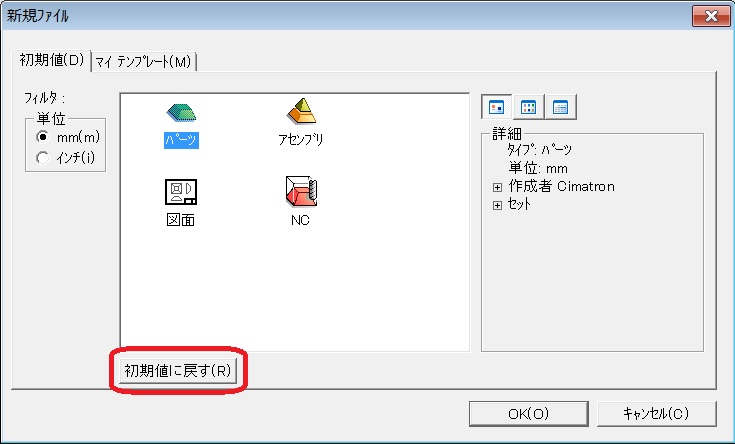 新規ﾌｧｲﾙ
初期値(D)
ﾏｲ ﾃﾝﾌﾟﾚｰﾄ(M)
ﾌｨﾙﾀ :
単位
mm(m)
ｲﾝﾁ(i)
ﾊﾟｰﾂ
ｱｾﾝﾌﾞﾘ
図面
NC
初期値に戻す(R)
詳細
ﾀｲﾌﾟ: ﾊﾟｰﾂ
単位: mm
作成者 Cimatron
ｾｯﾄ
OK(O)
ｷｬﾝｾﾙ(C)